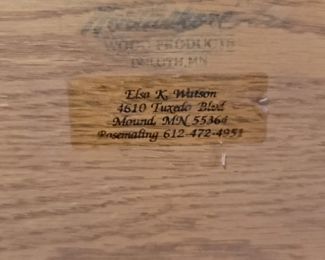 WOOD PRODUCTS
DULUTH, MN
Elsa K. Watson
4610 Tuxedo Blvd
Mound, MN 55364
Rosemaling 612-472-4951